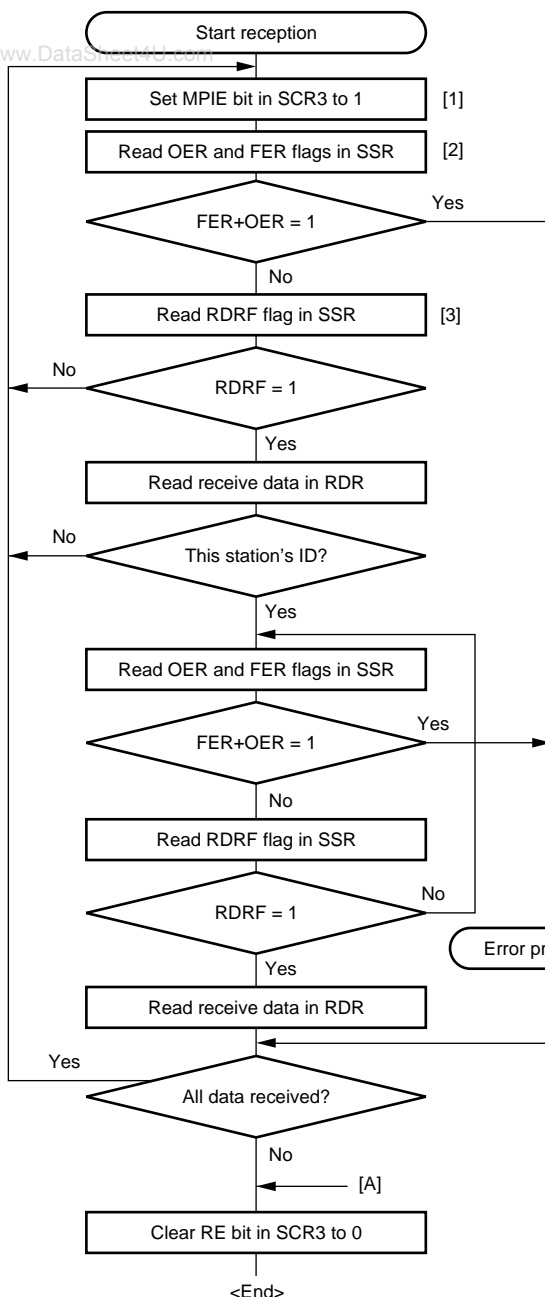 Start reception
www.DataSheet4U.com
Set MPIE bit in SCR3 to 1 [1]
Read OER and FER flags in SSR [2]
Yes
FER+OER = 1
No
Read RDRF flag in SSR [3]
No
RDRF = 1
Yes
Read receive data in RDR
No
This station's ID?
Yes
Read OER and FER flags in SSR
Yes
FER+OER = 1
No
Read RDRF flag in SSR
No
RDRF = 1
Error pr
Yes
Read receive data in RDR
Yes
All data received?
No
[A]
Clear RE bit in SCR3 to 0
<End>